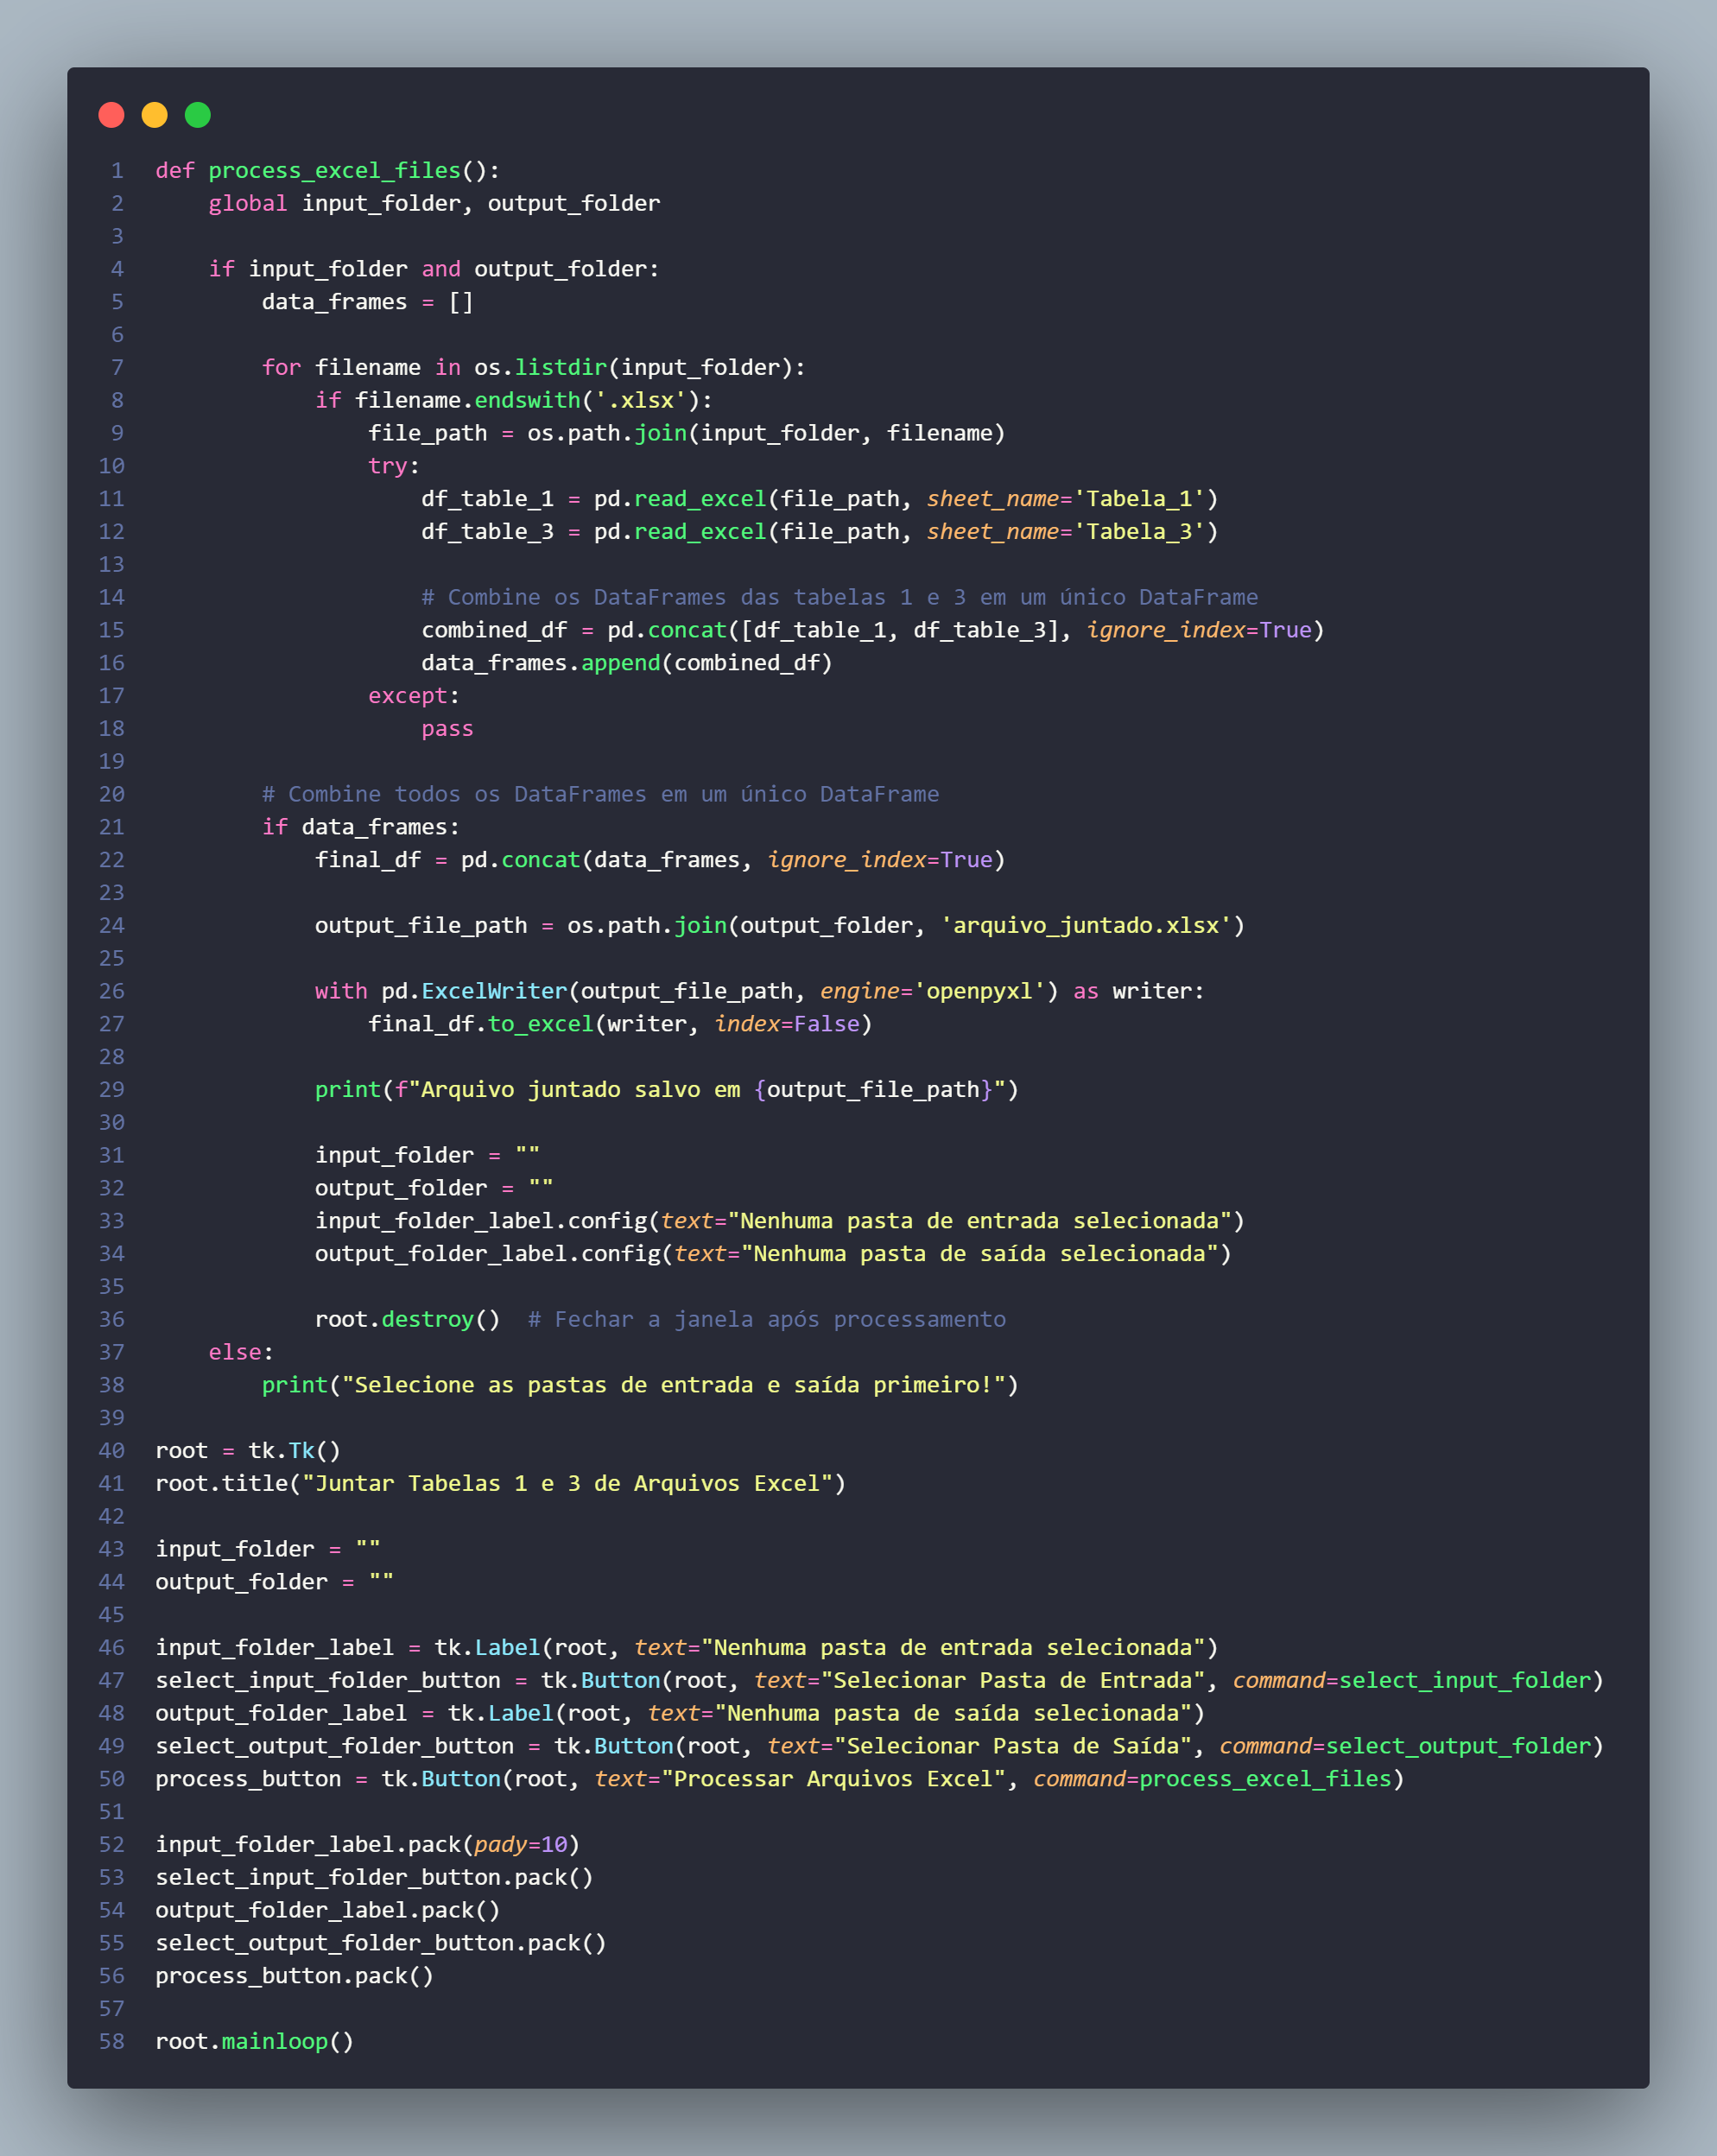 1 def process_excel_files():
2     global input_folder, output_folder
3
4     if input_folder and output_folder:
5         data_frames = []
6
7         for filename in os.listdir(input_folder):
8             if filename.endswith('.xlsx'):
9                 file_path = os.path.join(input_folder, filename)
10                 try:
11                     df_table_1 = pd.read_excel(file_path, sheet_name='Tabela_1')
12                     df_table_3 = pd.read_excel(file_path, sheet_name='Tabela_3')
13
14                     # Combine os DataFrames das tabelas 1 e 3 em um único DataFrame
15                     combined_df = pd.concat([df_table_1, df_table_3], ignore_index=True)
16                     data_frames.append(combined_df)
17                 except:
18                     pass
19
20         # Combine todos os DataFrames em um único DataFrame
21         if data_frames:
22             final_df = pd.concat(data_frames, ignore_index=True)
23
24             output_file_path = os.path.join(output_folder, 'arquivo_juntado.xlsx')
25
26             with pd.ExcelWriter(output_file_path, engine='openpyxl') as writer:
27                 final_df.to_excel(writer, index=False)
28
29             print(f"Arquivo juntado salvo em {output_file_path}")
30
31             input_folder = ""
32             output_folder = ""
33             input_folder_label.config(text="Nenhuma pasta de entrada selecionada")
34             output_folder_label.config(text="Nenhuma pasta de saída selecionada")
35
36             root.destroy()  # Fechar a janela após processamento
37     else:
38         print("Selecione as pastas de entrada e saída primeiro!")
39
40 root = tk.Tk()
41 root.title("Juntar Tabelas 1 e 3 de Arquivos Excel")
42
43 input_folder = ""
44 output_folder = ""
45
46 input_folder_label = tk.Label(root, text="Nenhuma pasta de entrada selecionada")
47 select_input_folder_button = tk.Button(root, text="Selecionar Pasta de Entrada", command=select_input_folder)
48 output_folder_label = tk.Label(root, text="Nenhuma pasta de saída selecionada")
49 select_output_folder_button = tk.Button(root, text="Selecionar Pasta de Saída", command=select_output_folder)
50 process_button = tk.Button(root, text="Processar Arquivos Excel", command=process_excel_files)
51
52 input_folder_label.pack(pady=10)
53 select_input_folder_button.pack()
54 output_folder_label.pack()
55 select_output_folder_button.pack()
56 process_button.pack()
57
58 root.mainloop()